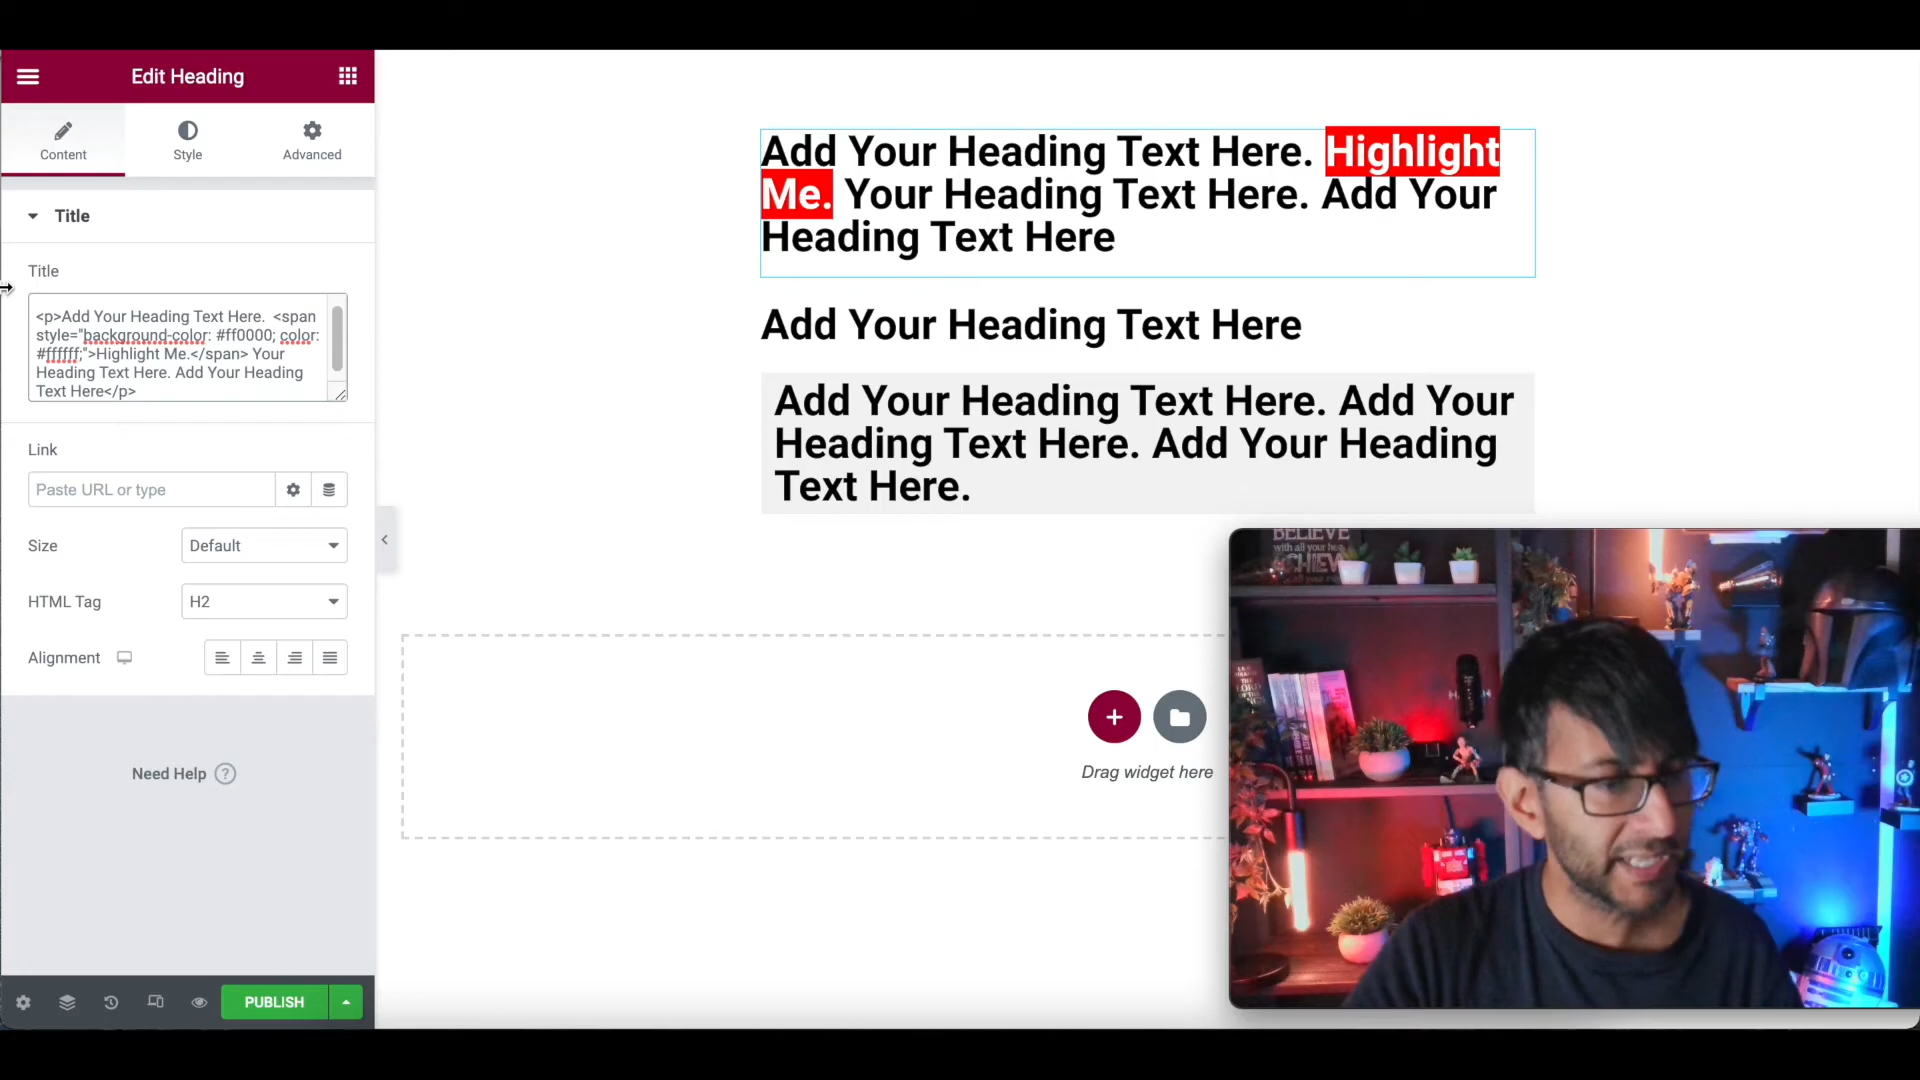 Edit Heading
Content
Style
Advanced
Title
Title
<p>Add Your Heading Text Here.  <span
style="background-color: #ff0000; color:
#ffffff;">Highlight Me.</span> Your
Heading Text Here. Add Your Heading
Text Here</p>
Link
Paste URL or type
Size
Default
HTML Tag
H2
Alignment
Need Help ?
PUBLISH
Add Your Heading Text Here. Highlight
Me. Your Heading Text Here. Add Your
Heading Text Here
Add Your Heading Text Here
Add Your Heading Text Here. Add Your
Heading Text Here. Add Your Heading
Text Here.
Drag widget here
BELIEVE
with all your
LORD